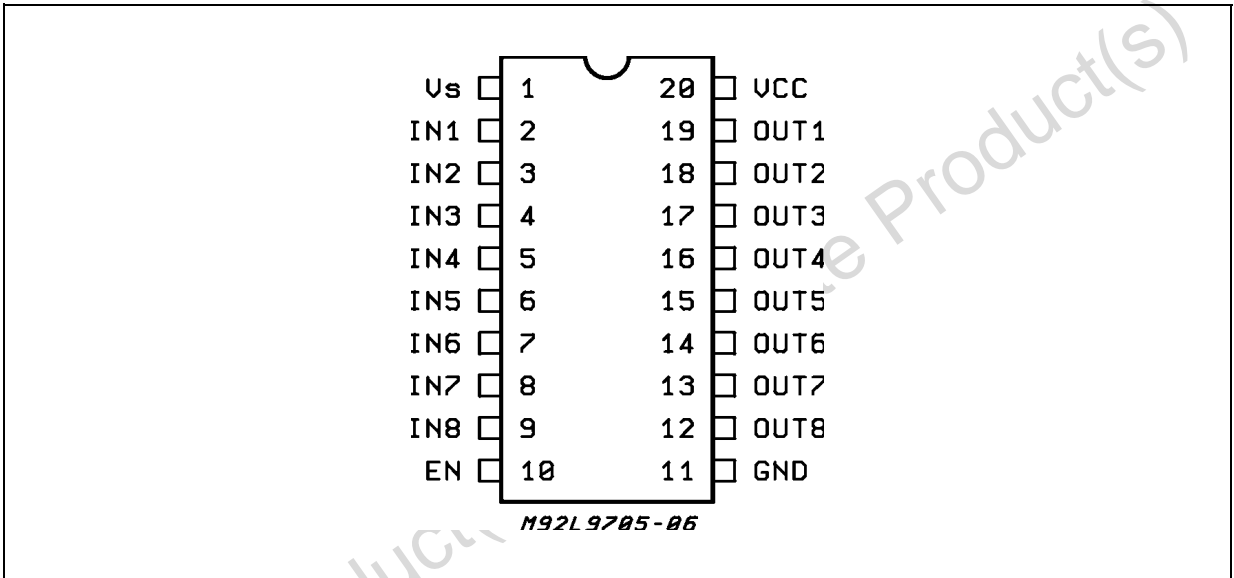 Vs 1 20 VCC
IN1 2 19 OUT1
IN2 3 18 OUT2
IN3 4 17 OUT3
IN4 5 16 OUT4
IN5 6 15 OUT5
IN6 7 14 OUT6
IN7 8 13 OUT7
IN8 9 12 OUT8
EN 10 11 GND
M92L9705-06
Product(s)